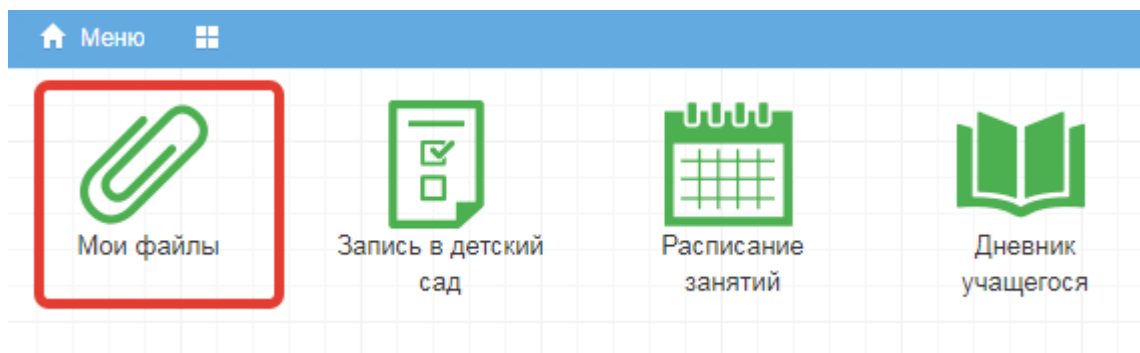 Меню
Мои файлы
Запись в детский
сад
Расписание
занятий
Дневник
учащегося